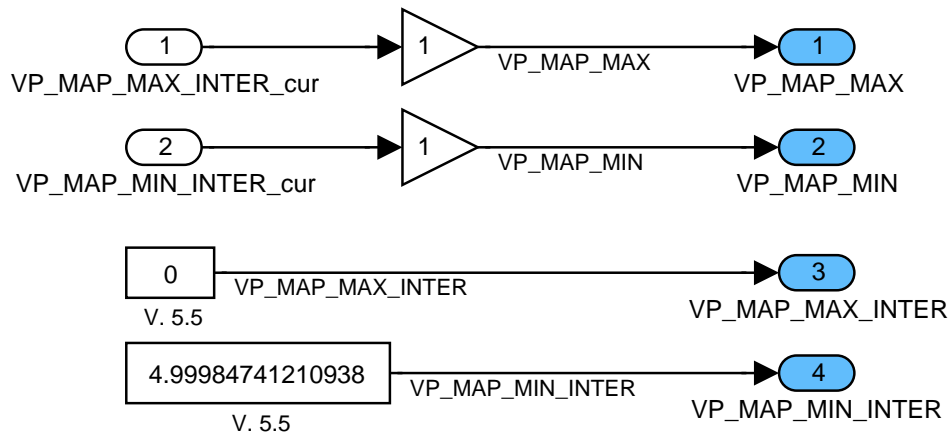 1
1
1
VP_MAP_MAX
VP_MAP_MAX_INTER_cur
VP_MAP_MAX
2
1
2
VP_MAP_MIN
VP_MAP_MIN_INTER_cur
VP_MAP_MIN
0
3
VP_MAP_MAX_INTER
V. 5.5
VP_MAP_MAX_INTER
4.99984741210938
4
VP_MAP_MIN_INTER
V. 5.5
VP_MAP_MIN_INTER